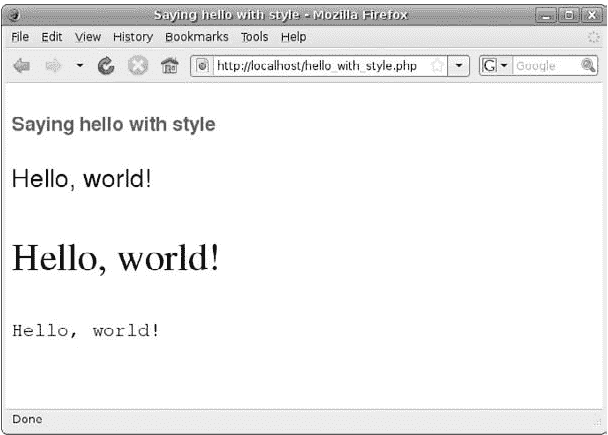 Saying hello with style - Mozilla Firefox
File Edit View History Bookmarks Tools Help
http://localhost/hello_with_style.php G Google
Saying hello with style
Hello, world!
Hello, world!
Hello, world!
Done